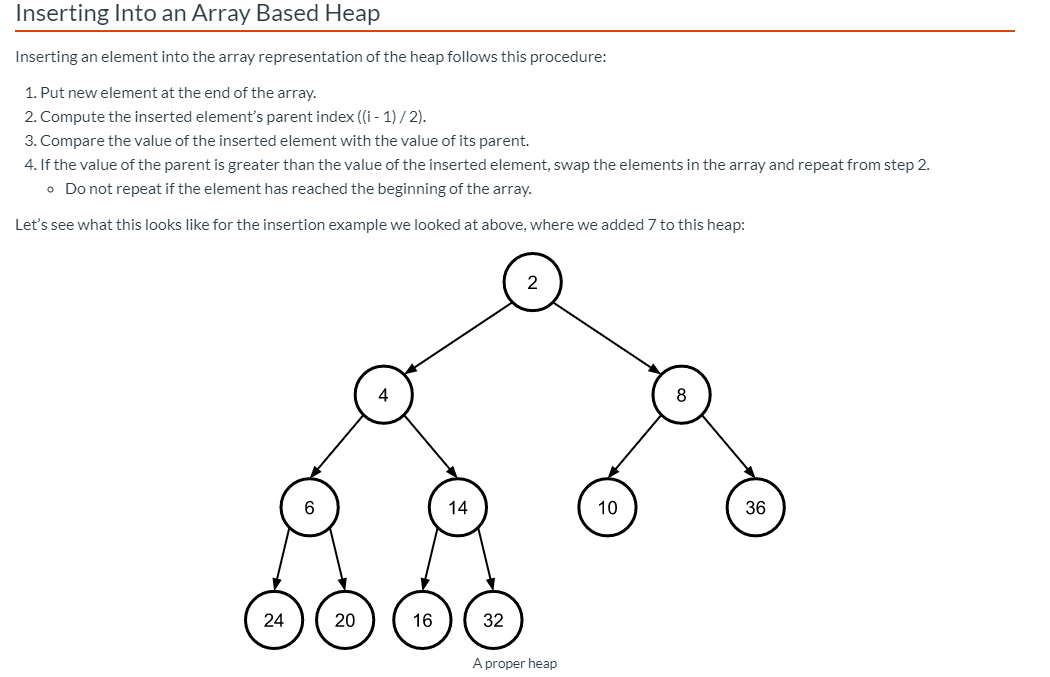 Inserting Into an Array Based Heap
Inserting an element into the array representation of the heap follows this procedure:
1. Put new element at the end of the array.
2. Compute the inserted element's parent index ((i - 1) / 2).
3. Compare the value of the inserted element with the value of its parent.
4. If the value of the parent is greater than the value of the inserted element, swap the elements in the array and repeat from step 2.
Do not repeat if the element has reached the beginning of the array.
Let's see what this looks like for the insertion example we looked at above, where we added 7 to this heap:
2
4 8
6 14 10 36
24 20 16 32
A proper heap